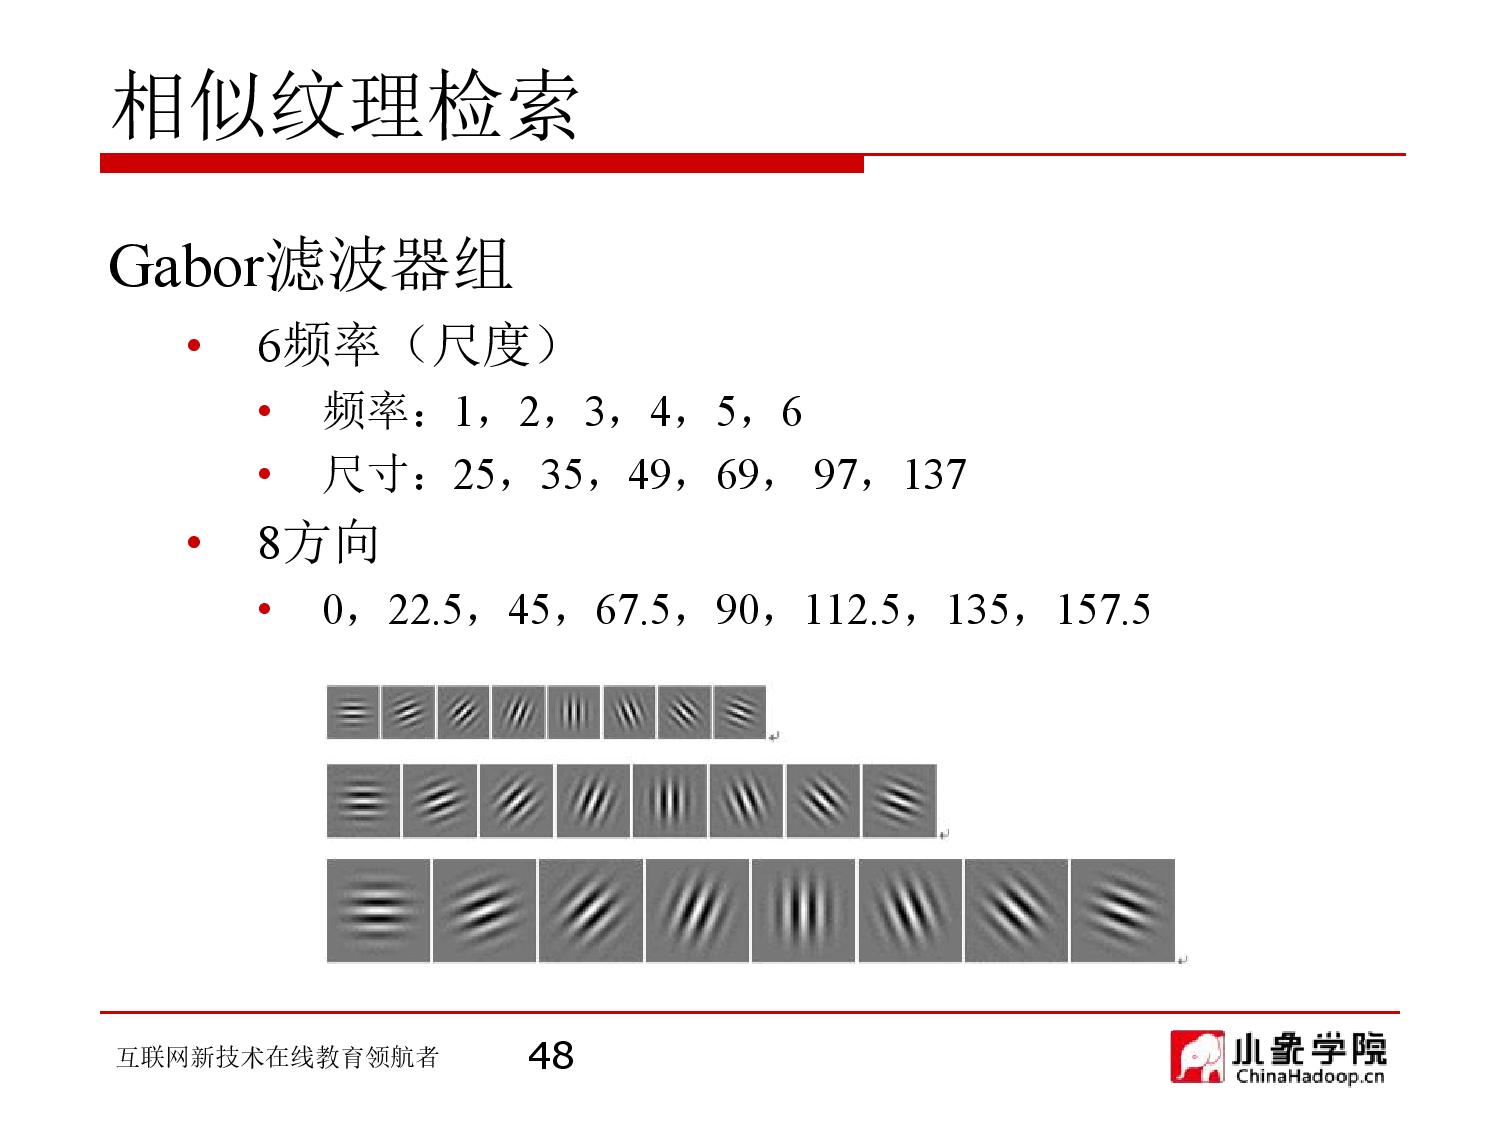 相似纹理检索
Gabor滤波器组
• 6频率（尺度）
• 频率：1，2，3，4，5，6
• 尺寸：25，35，49，69， 97，137
• 8方向
• 0，22.5，45，67.5，90，112.5，135，157.5
互联网新技术在线教育领航者
48
小象学院
ChinaHadoop.cn